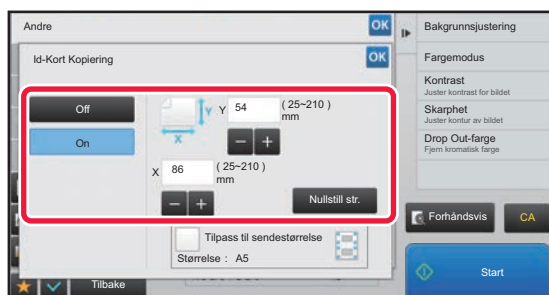 Andre
OK
Id-Kort Kopiering
OK
Off
On
Y
Y 54 ( 25~210 )
mm
X
X 86 ( 25~210 )
mm
Nullstill str.
Tilpass til sendestørrelse
Størrelse : A5
Tilbake
Bakgrunnsjustering
Fargemodus
Kontrast
Juster kontrast for bildet
Skarphet
Juster kontur av bildet
Drop Out-farge
Fjern kromatisk farge
Forhåndsvis
CA
Start